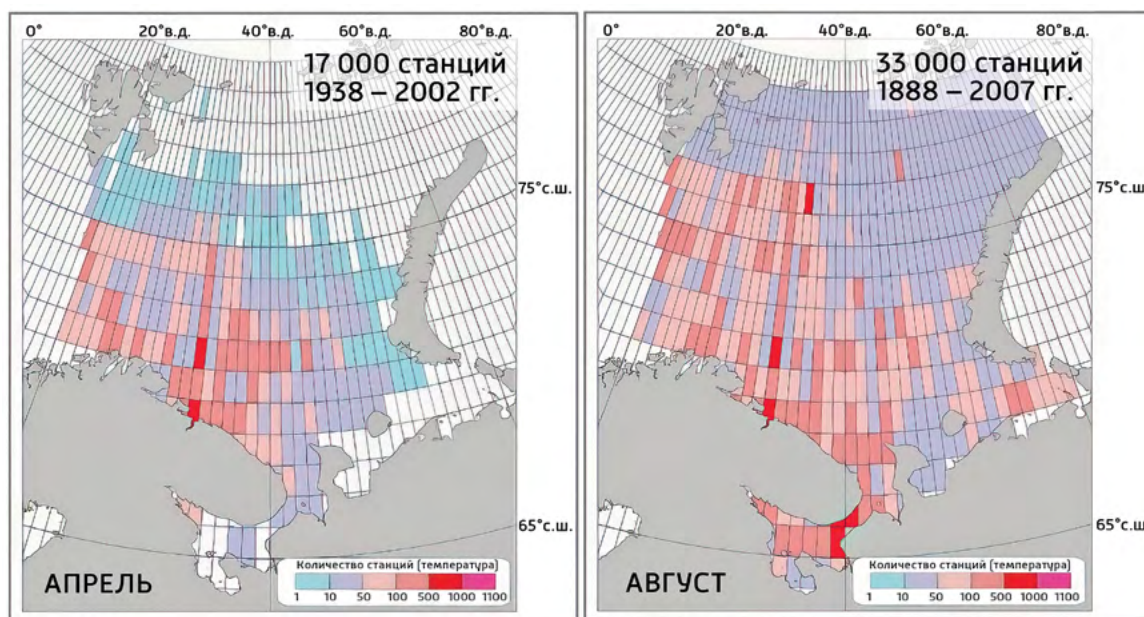 0° 20°в.д. 40°в.д. 60°в.д. 80°в.д.
17 000 станций
1938 – 2002 гг.
75°с.ш.
65°с.ш.
АПРЕЛЬ
Количество станций (температура)
1 10 50 100 500 1000 1100
0° 20°в.д. 40°в.д. 60°в.д. 80°в.д.
33 000 станций
1888 – 2007 гг.
75°с.ш.
65°с.ш.
АВГУСТ
Количество станций (температура)
1 10 50 100 500 1000 1100